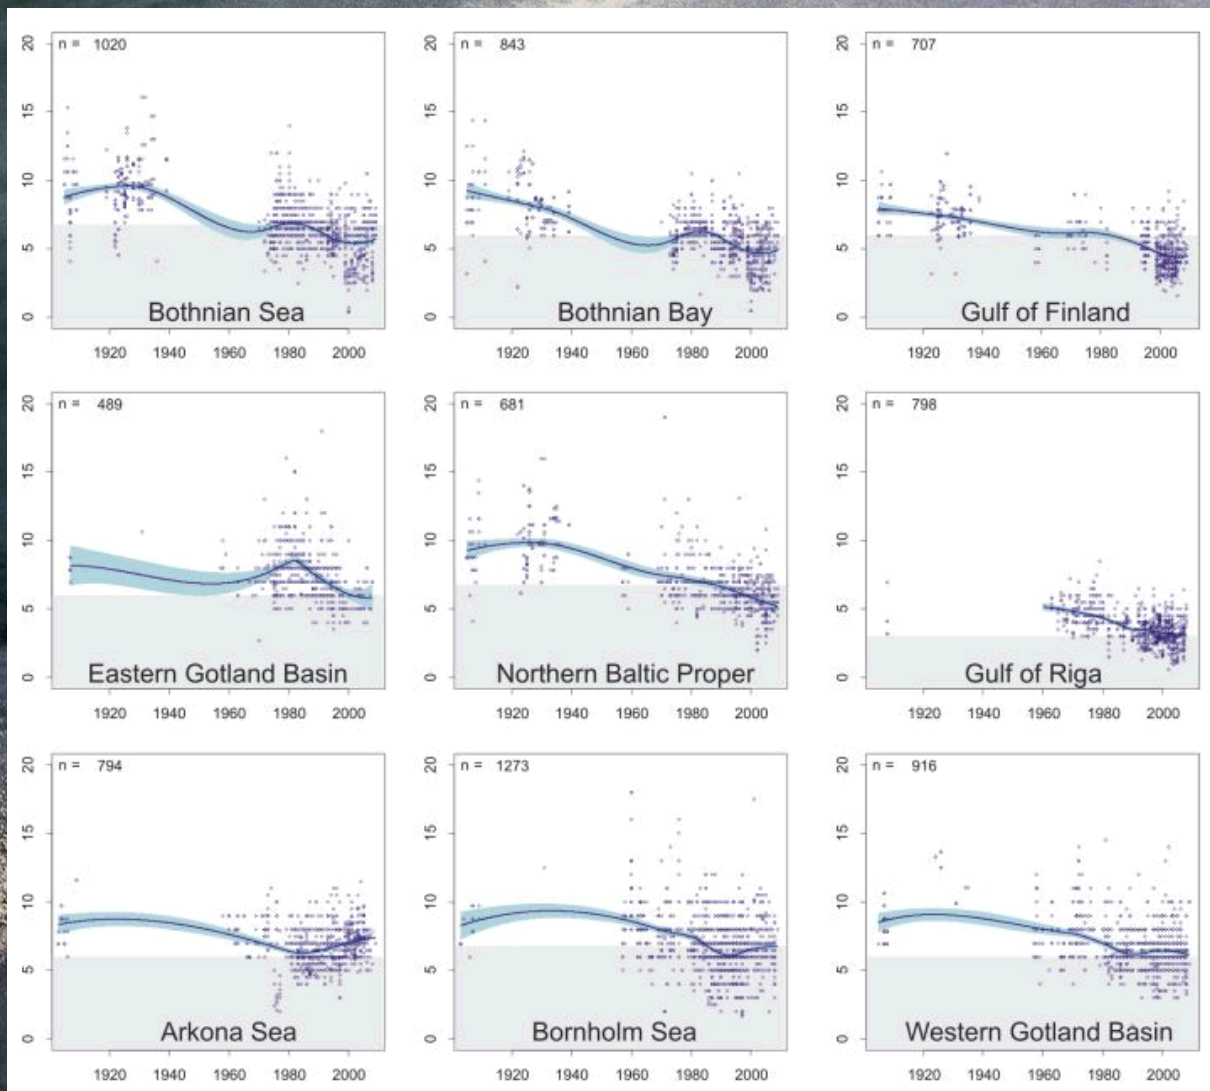 20
n = 1020
15
10
5
0
Bothnian Sea
1920 1940 1960 1980 2000
n = 843
20
15
10
5
0
Bothnian Bay
1920 1940 1960 1980 2000
n = 707
20
15
10
5
0
Gulf of Finland
1920 1940 1960 1980 2000
n = 489
20
15
10
5
0
Eastern Gotland Basin
1920 1940 1960 1980 2000
n = 681
20
15
10
5
0
Northern Baltic Proper
1920 1940 1960 1980 2000
n = 798
20
15
10
5
0
Gulf of Riga
1920 1940 1960 1980 2000
n = 794
20
15
10
5
0
Arkona Sea
1920 1940 1960 1980 2000
n = 1273
20
15
10
5
0
Bornholm Sea
1920 1940 1960 1980 2000
n = 916
20
15
10
5
0
Western Gotland Basin
1920 1940 1960 1980 2000